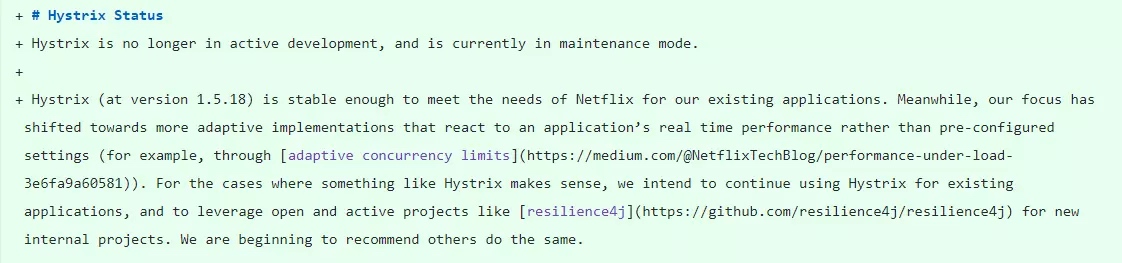 + # Hystrix Status
+ Hystrix is no longer in active development, and is currently in maintenance mode.
+
+ Hystrix (at version 1.5.18) is stable enough to meet the needs of Netflix for our existing applications. Meanwhile, our focus has
shifted towards more adaptive implementations that react to an application’s real time performance rather than pre-configured
settings (for example, through [adaptive concurrency limits](https://medium.com/@NetflixTechBlog/performance-under-load-
3e6fa9a60581)). For the cases where something like Hystrix makes sense, we intend to continue using Hystrix for existing
applications, and to leverage open and active projects like [resilience4j](https://github.com/resilience4j/resilience4j) for new
internal projects. We are beginning to recommend others do the same.